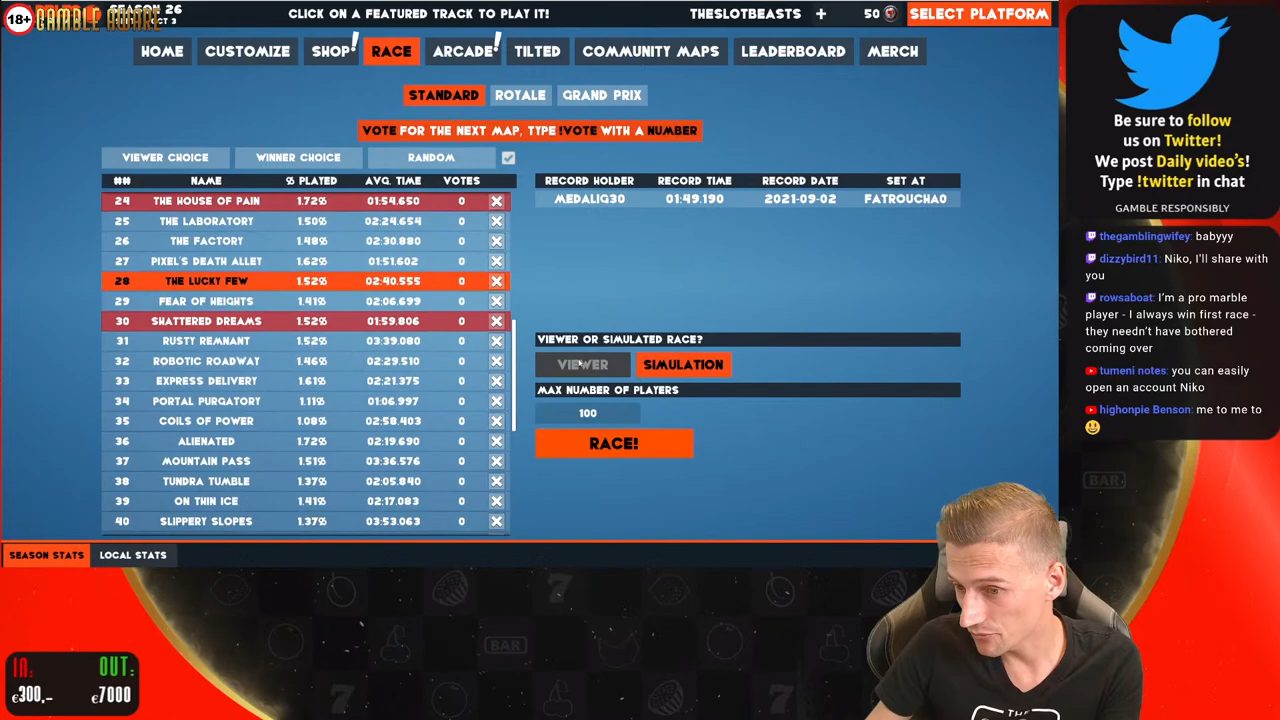 18+
GAMBLE AWARE
SEASON 26
OCT 3
CLICK ON A FEATURED TRACK TO PLAY IT!
THESLOTBEASTS + 50
SELECT PLATFORM
HOME CUSTOMIZE SHOP! RACE ARCADE! TILTED COMMUNITY MAPS LEADERBOARD MERCH
STANDARD ROYALE GRAND PRIX
VOTE FOR THE NEXT MAP, TYPE !VOTE WITH A NUMBER
VIEWER CHOICE WINNER CHOICE RANDOM
## NAME % PLAYED AVG. TIME VOTES
24 THE HOUSE OF PAIN 1.72% 01:54.650 0
25 THE LABORATORY 1.50% 02:24.654 0
26 THE FACTORY 1.48% 02:30.880 0
27 PIXEL'S DEATH ALLEY 1.62% 01:51.602 0
28 THE LUCKY FEW 1.52% 02:40.555 0
29 FEAR OF HEIGHTS 1.41% 02:06.699 0
30 SHATTERED DREAMS 1.52% 01:59.806 0
31 RUSTY REMNANT 1.52% 03:39.080 0
32 ROBOTIC ROADWAY 1.46% 02:29.510 0
33 EXPRESS DELIVERY 1.61% 02:21.375 0
34 PORTAL PURGATORY 1.11% 01:06.997 0
35 COILS OF POWER 1.08% 02:58.403 0
36 ALIENATED 1.72% 02:19.690 0
37 MOUNTAIN PASS 1.51% 03:36.576 0
38 TUNDRA TUMBLE 1.37% 02:05.840 0
39 ON THIN ICE 1.41% 02:17.083 0
40 SLIPPERY SLOPES 1.37% 03:53.063 0
RECORD HOLDER RECORD TIME RECORD DATE SET AT
MEDALIG30 01:49.190 2021-09-02 FATROUCHA0
VIEWER OR SIMULATED RACE?
VIEWER SIMULATION
MAX NUMBER OF PLAYERS
100
RACE!
SEASON STATS LOCAL STATS
Be sure to follow
us on Twitter!
We post Daily video's!
Type !twitter in chat
GAMBLE RESPONSIBLY
thegamblingwifey: babyyy
dizzybird11: Niko, I'll share with
you
rowsaboat: I'm a pro marble
player - I always win first race -
they needn't have bothered
coming over
tumeni notes: you can easily
open an account Niko
highonpie Benson: me to me to
BAR
BAR
7
7
7
IN: OUT:
€300,- €7000
THE